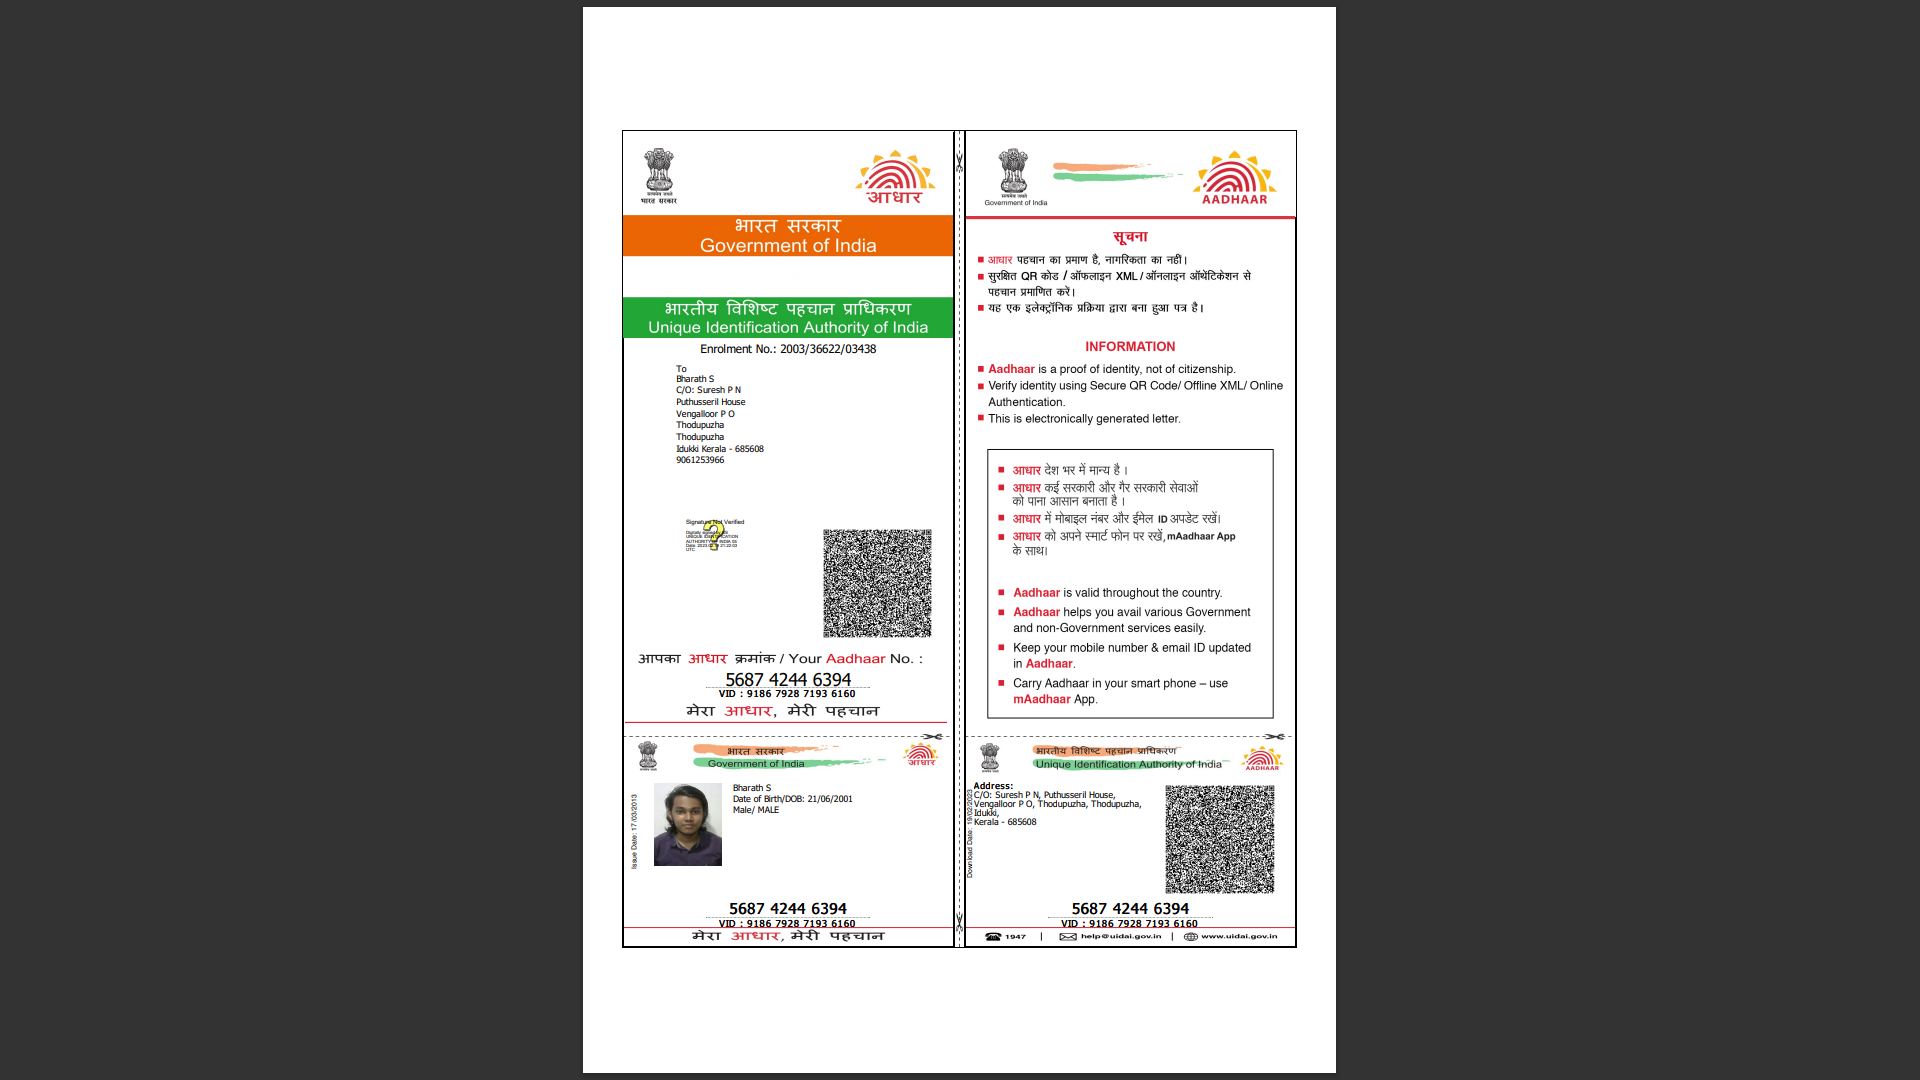 सत्यमेव जयते
भारत सरकार
आधार
भारत सरकार
Government of India
भारतीय विशिष्ट पहचान प्राधिकरण
Unique Identification Authority of India
Enrolment No.: 2003/36622/03438
To
Bharath S
C/O: Suresh P N
Puthusseril House
Vengalloor P O
Thodupuzha
Thodupuzha
Idukki Kerala - 685608
9061253966
Signature Not Verified
आपका आधार क्रमांक / Your Aadhaar No. :
5687 4244 6394
VID : 9186 7928 7193 6160
मेरा आधार, मेरी पहचान
भारत सरकार
Government of India
आधार
Issue Date: 17/03/2013
Bharath S
Date of Birth/DOB: 21/06/2001
Male/ MALE
5687 4244 6394
VID : 9186 7928 7193 6160
मेरा आधार, मेरी पहचान
सत्यमेव जयते
Government of India
AADHAAR
सूचना
आधार पहचान का प्रमाण है, नागरिकता का नहीं।
सुरक्षित QR कोड / ऑफलाइन XML / ऑनलाइन ऑथेंटिकेशन से
पहचान प्रमाणित करें।
यह एक इलेक्ट्रॉनिक प्रक्रिया द्वारा बना हुआ पत्र है।
INFORMATION
Aadhaar is a proof of identity, not of citizenship.
Verify identity using Secure QR Code/ Offline XML/ Online
Authentication.
This is electronically generated letter.
आधार देश भर में मान्य है ।
आधार कई सरकारी और गैर सरकारी सेवाओं
को पाना आसान बनाता है ।
आधार में मोबाइल नंबर और ईमेल ID अपडेट रखें।
आधार को अपने स्मार्ट फोन पर रखें, mAadhaar App
के साथ।
Aadhaar is valid throughout the country.
Aadhaar helps you avail various Government
and non-Government services easily.
Keep your mobile number & email ID updated
in Aadhaar.
Carry Aadhaar in your smart phone – use
mAadhaar App.
भारतीय विशिष्ट पहचान प्राधिकरण
Unique Identification Authority of India
AADHAAR
Download Date: 19/02/2023
Address:
C/O: Suresh P N, Puthusseril House,
Vengalloor P O, Thodupuzha, Thodupuzha,
Idukki,
Kerala - 685608
5687 4244 6394
VID : 9186 7928 7193 6160
1947 | help@uidai.gov.in | www.uidai.gov.in